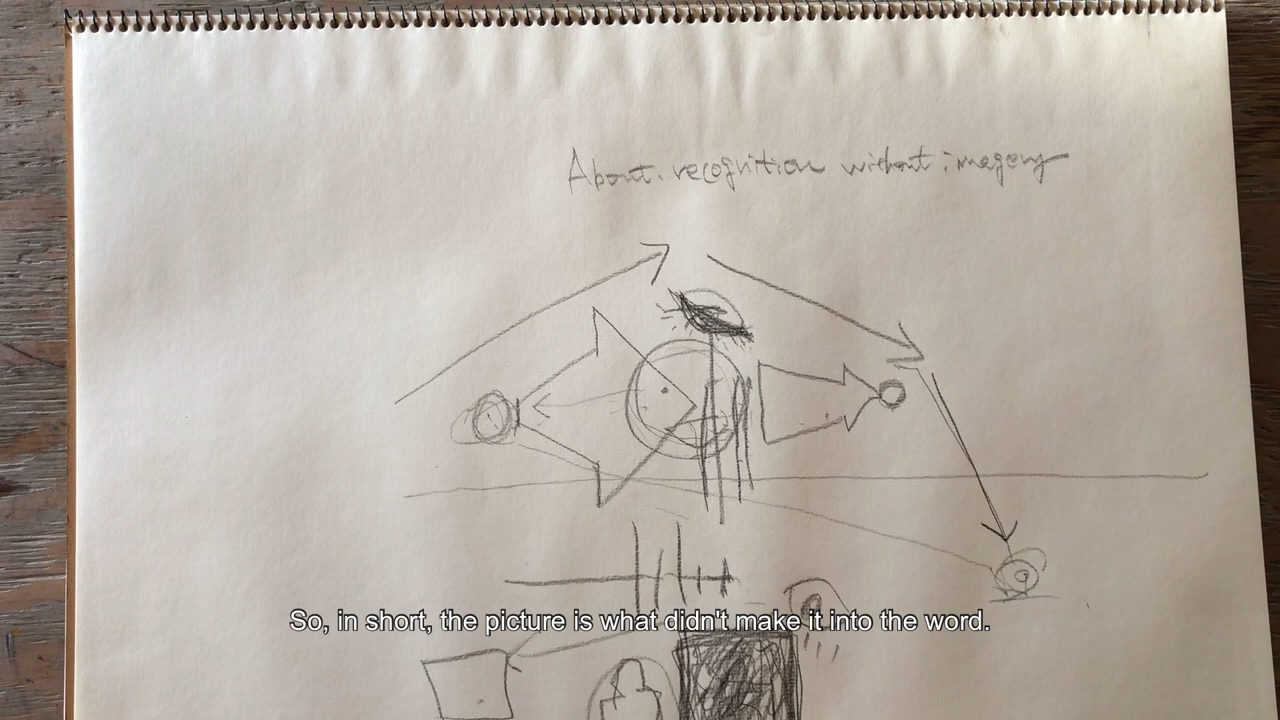 About recognition without imagery
So, in short, the picture is what didn't make it into the word.